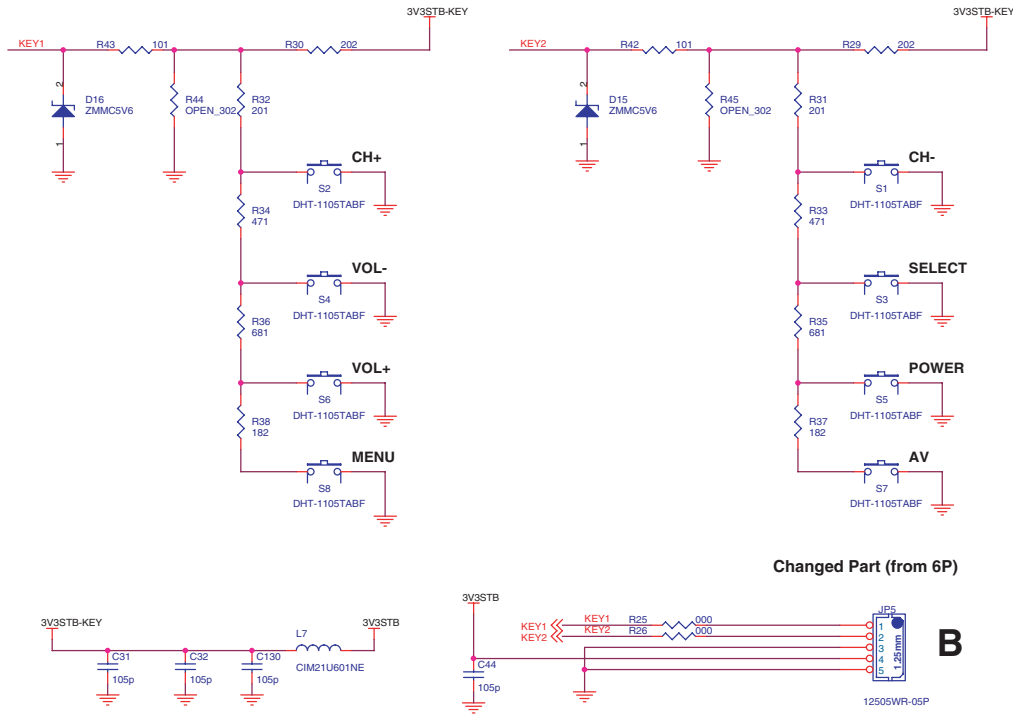 3V3STB-KEY
KEY1
R43
101
R30
202
2
D16
ZMMC5V6
1
R44
OPEN_302
R32
201
CH+
S2
DHT-1105TABF
R34
471
VOL-
S4
DHT-1105TABF
R36
681
VOL+
S6
DHT-1105TABF
R38
182
MENU
S8
DHT-1105TABF
3V3STB-KEY
KEY2
R42
101
R29
202
2
D15
ZMMC5V6
1
R45
OPEN_302
R31
201
CH-
S1
DHT-1105TABF
R33
471
SELECT
S3
DHT-1105TABF
R35
681
POWER
S5
DHT-1105TABF
R37
182
AV
S7
DHT-1105TABF
Changed Part (from 6P)
3V3STB-KEY
3V3STB
L7
CIM21U601NE
C31
105p
C32
105p
C130
105p
3V3STB
C44
105p
KEY1
KEY2
KEY1
KEY2
R25
000
R26
000
JP5
1
2
3
4
5
1.25mm
12505WR-05P
B